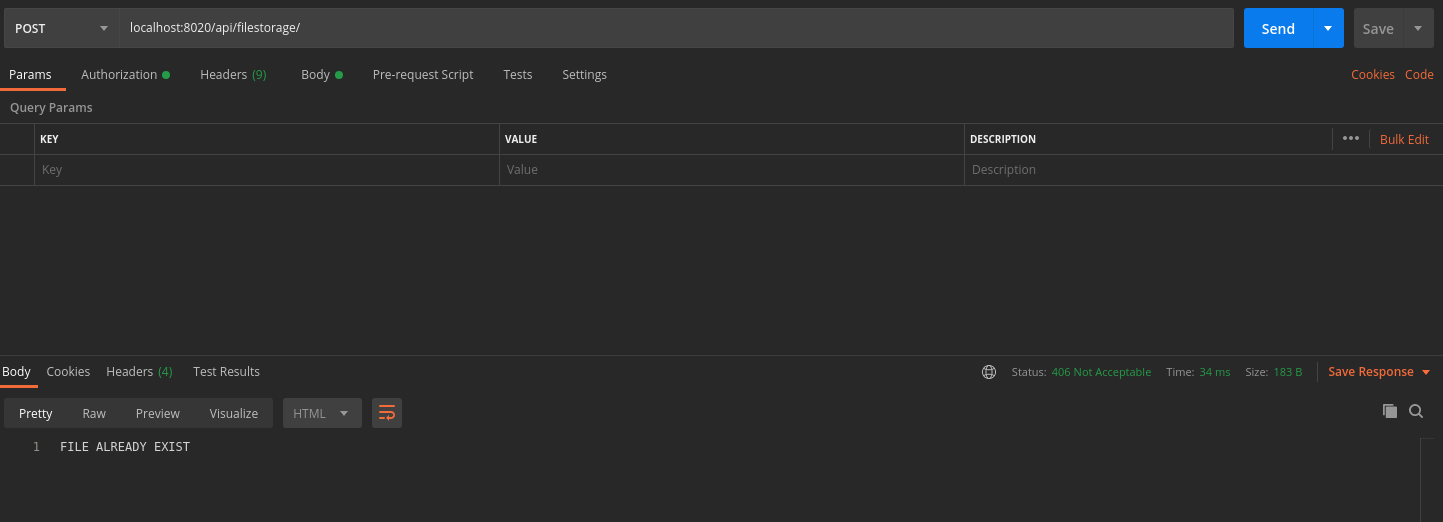 POST localhost:8020/api/filestorage/ Send Save
Params Authorization Headers (9) Body Pre-request Script Tests Settings Cookies Code
Query Params
KEY VALUE DESCRIPTION Bulk Edit
Key Value Description
Body Cookies Headers (4) Test Results Status: 406 Not Acceptable Time: 34 ms Size: 183 B Save Response
Pretty Raw Preview Visualize HTML
1 FILE ALREADY EXIST